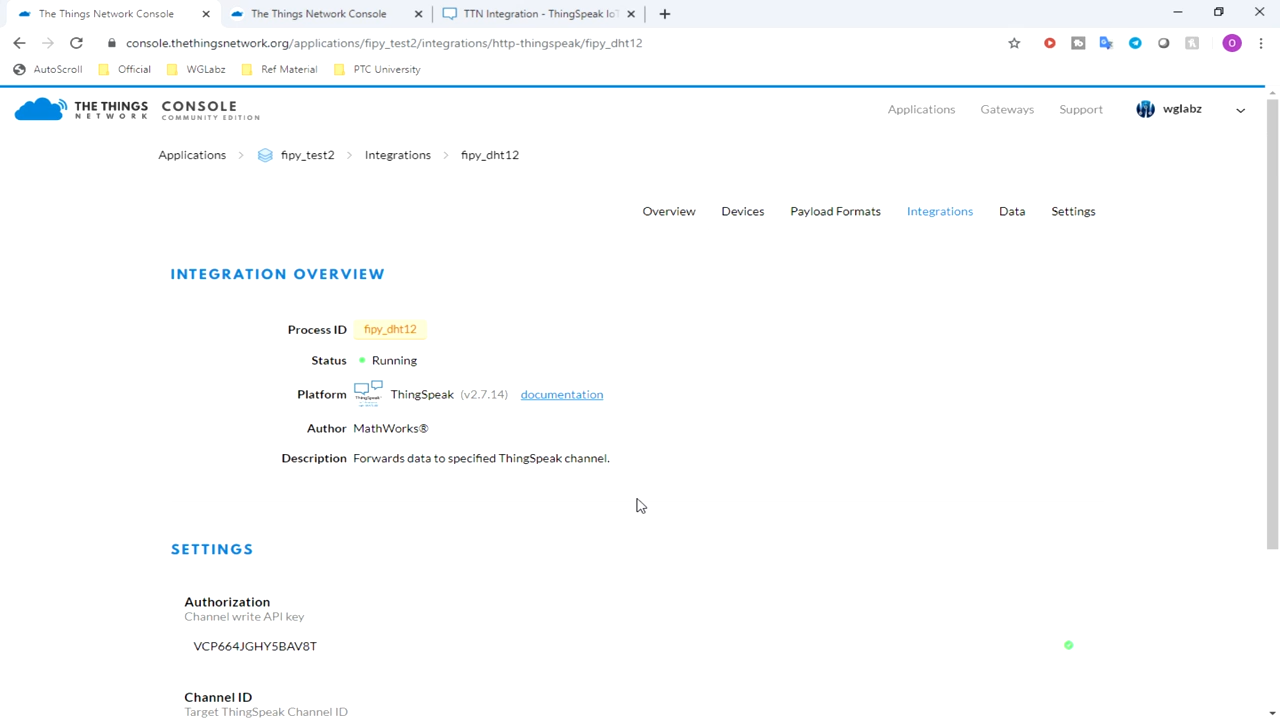 The Things Network Console
The Things Network Console
TTN Integration - ThingSpeak Io
console.thethingsnetwork.org/applications/fipy_test2/integrations/http-thingspeak/fipy_dht12
O
AutoScroll
Official
WGLabz
Ref Material
PTC University
THE THINGS NETWORK
CONSOLE
COMMUNITY EDITION
Applications
Gateways
Support
wglabz
Applications
fipy_test2
Integrations
fipy_dht12
Overview
Devices
Payload Formats
Integrations
Data
Settings
INTEGRATION OVERVIEW
Process ID fipy_dht12
Status Running
Platform ThingSpeak (v2.7.14) documentation
Author MathWorks®
Description Forwards data to specified ThingSpeak channel.
SETTINGS
Authorization
Channel write API key
VCP664JGHY5BAV8T
Channel ID
Target ThingSpeak Channel ID